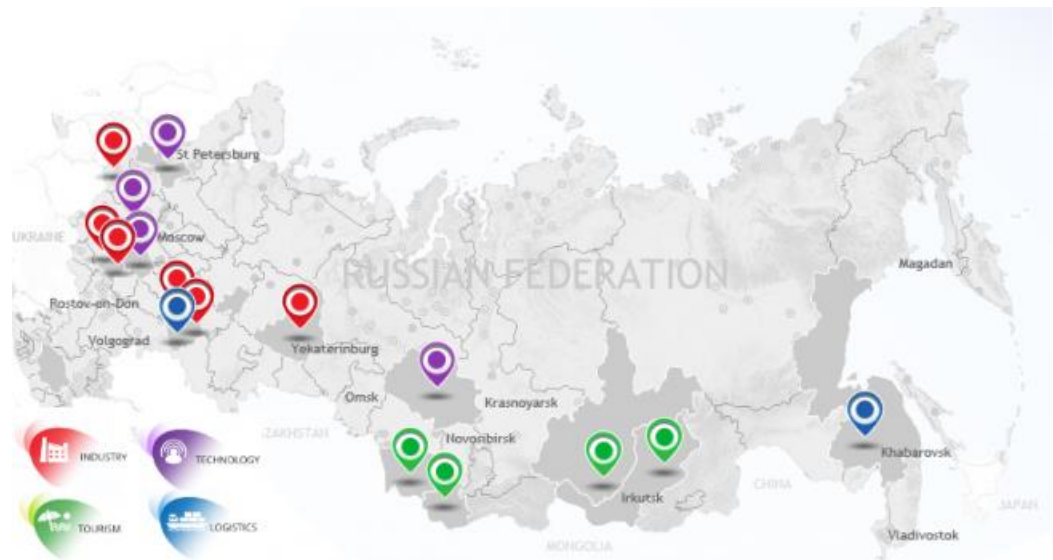 St Petersburg
UKRAINE
Moscow
RUSSIAN FEDERATION
Magadan
Rostov-on-Don
Volgograd
Yekaterinburg
Omsk
Krasnoyarsk
ZAKHSTAN
Novosibirsk
INDUSTRY
TECHNOLOGY
Khabarovsk
CHINA
Irkutsk
JAPAN
TOURISM
LOGISTICS
Vladivostok
MONGOLIA